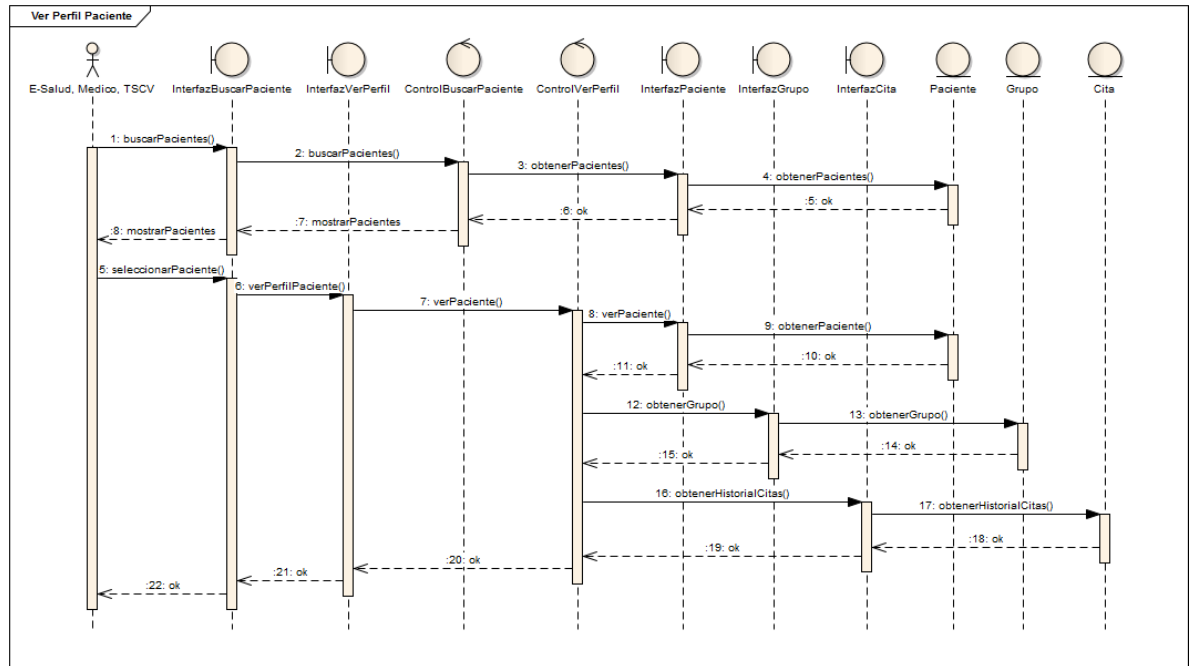 Ver Perfil Paciente
E-Salud, Medico, TSCV
InterfazBuscarPaciente
InterfazVerPerfil
ControlBuscarPaciente
ControlVerPerfil
InterfazPaciente
InterfazGrupo
InterfazCita
Paciente
Grupo
Cita
1: buscarPacientes()
2: buscarPacientes()
3: obtenerPacientes()
4: obtenerPacientes()
:5: ok
:6: ok
:7: mostrarPacientes
:8: mostrarPacientes
5: seleccionarPaciente()
6: verPerfilPaciente()
7: verPaciente()
8: verPaciente()
9: obtenerPaciente()
:10: ok
:11: ok
12: obtenerGrupo()
13: obtenerGrupo()
:14: ok
:15: ok
16: obtenerHistorialCitas()
17: obtenerHistorialCitas()
:18: ok
:19: ok
:20: ok
:21: ok
:22: ok